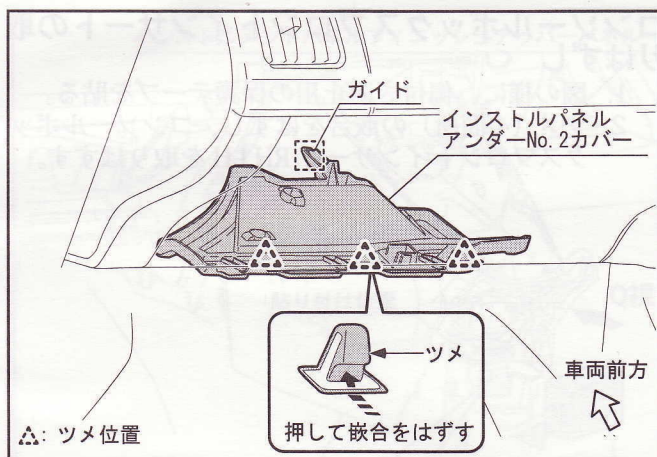 ガイド
インストルパネル
アンダーNo.2カバー
ツメ
押して嵌合をはずす
車両前方
: ツメ位置